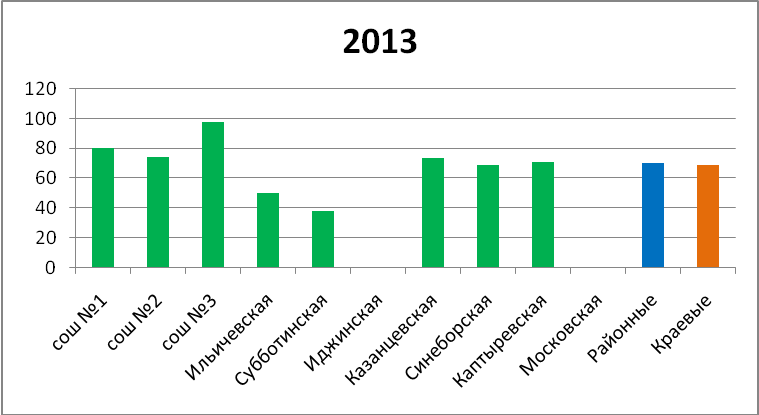 2013
120
100
80
60
40
20
0
сош №1
сош №2
сош №3
Ильичевская
Субботинская
Иджинская
Казанцевская
Синеборская
Каптыревская
Московская
Районные
Краевые